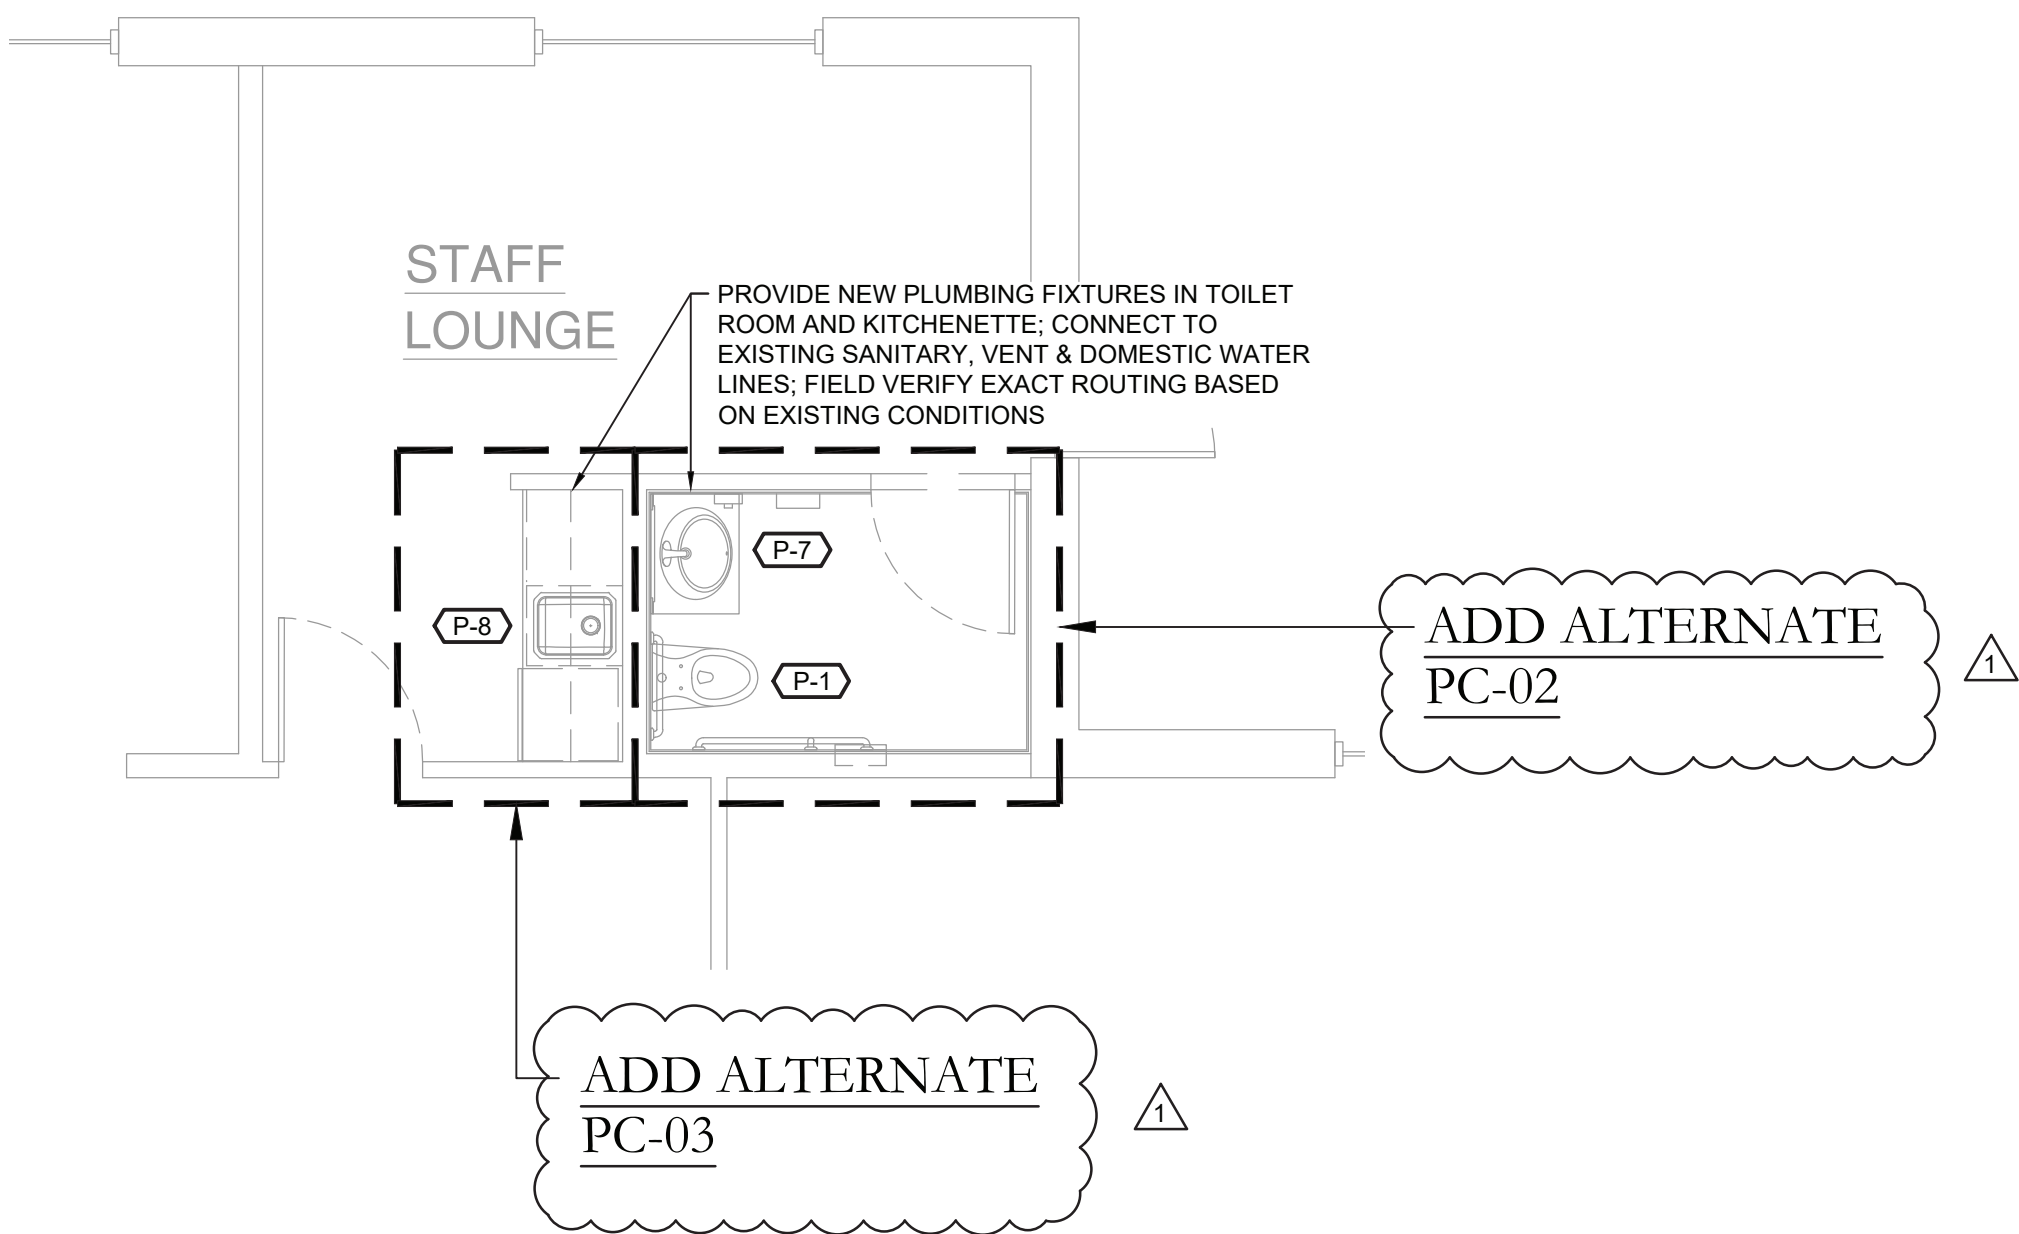 STAFF
LOUNGE
PROVIDE NEW PLUMBING FIXTURES IN TOILET
ROOM AND KITCHENETTE; CONNECT TO
EXISTING SANITARY, VENT & DOMESTIC WATER
LINES; FIELD VERIFY EXACT ROUTING BASED
ON EXISTING CONDITIONS
P-7
P-8
P-1
ADD ALTERNATE
PC-02
1
ADD ALTERNATE
PC-03
1